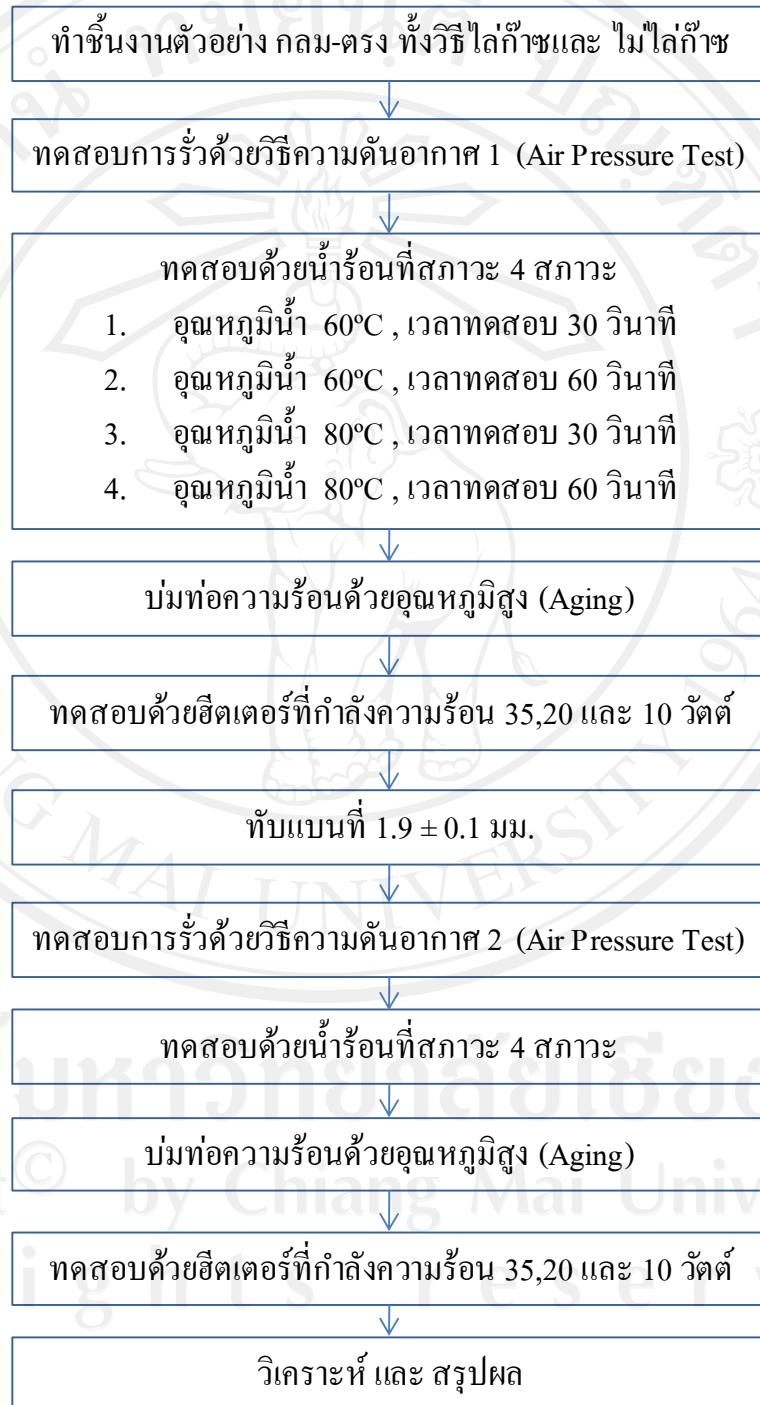 ทำชิ้นงานตัวอย่าง กลม-ตรง ทั้งวิธีไล่ก๊าซและ ไม่ไล่ก๊าซ
ทดสอบการรั่วด้วยวิธีความดันอากาศ 1 (Air Pressure Test)
ทดสอบด้วยน้ำร้อนที่สภาวะ 4 สภาวะ
1. อุณหภูมิน้ำ 60ºC , เวลาทดสอบ 30 วินาที
2. อุณหภูมิน้ำ 60ºC , เวลาทดสอบ 60 วินาที
3. อุณหภูมิน้ำ 80ºC , เวลาทดสอบ 30 วินาที
4. อุณหภูมิน้ำ 80ºC , เวลาทดสอบ 60 วินาที
บ่มท่อความร้อนด้วยอุณหภูมิสูง (Aging)
ทดสอบด้วยฮีตเตอร์ที่กำลังความร้อน 35,20 และ 10 วัตต์
ทับแบนที่ 1.9 ± 0.1 มม.
ทดสอบการรั่วด้วยวิธีความดันอากาศ 2 (Air Pressure Test)
ทดสอบด้วยน้ำร้อนที่สภาวะ 4 สภาวะ
บ่มท่อความร้อนด้วยอุณหภูมิสูง (Aging)
ทดสอบด้วยฮีตเตอร์ที่กำลังความร้อน 35,20 และ 10 วัตต์
วิเคราะห์ และ สรุปผล
MAI UNIVERSITY 1964
© by Chiang Mai